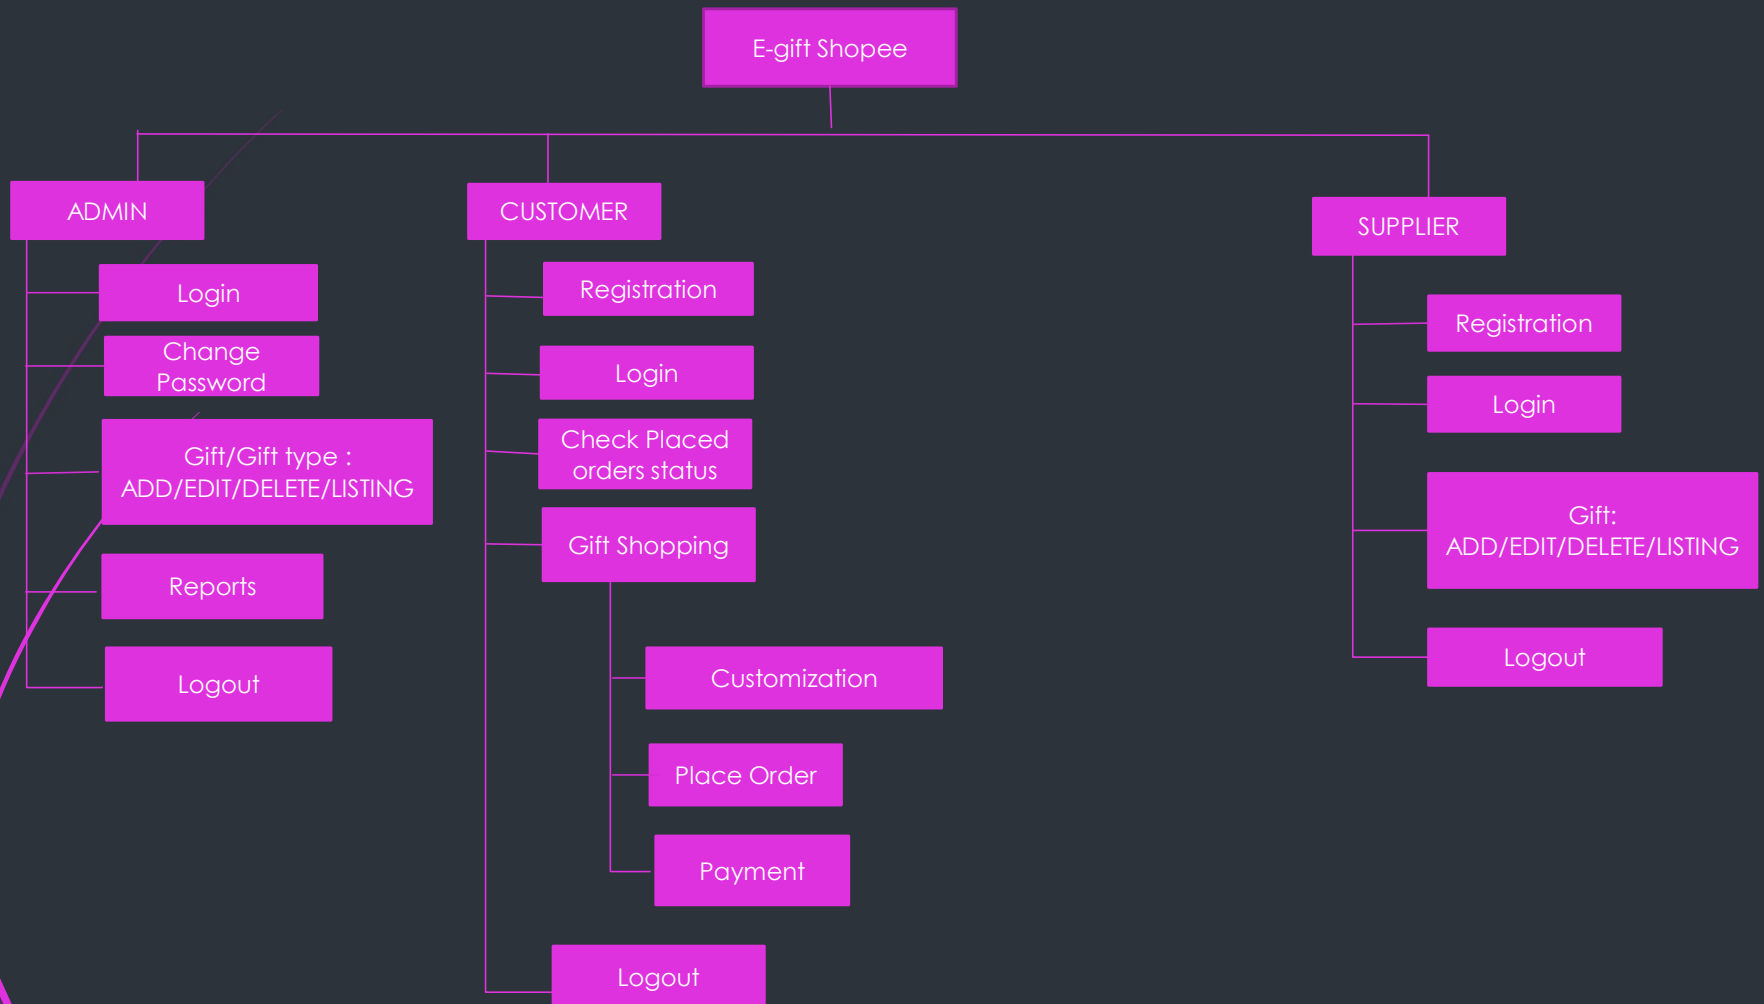 E-gift Shopee
ADMIN
Login
Change
Password
Gift/Gift type :
ADD/EDIT/DELETE/LISTING
Reports
Logout
CUSTOMER
Registration
Login
Check Placed
orders status
Gift Shopping
Customization
Place Order
Payment
Logout
SUPPLIER
Registration
Login
Gift:
ADD/EDIT/DELETE/LISTING
Logout